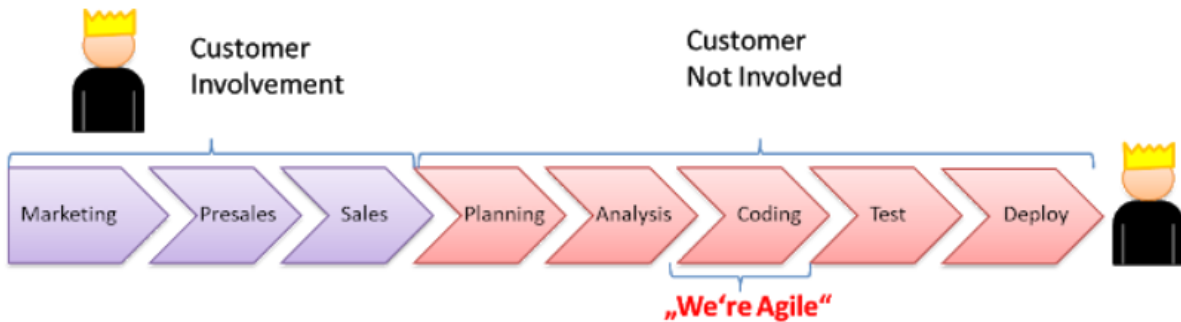 Customer
Involvement
Customer
Not Involved
Marketing
Presales
Sales
Planning
Analysis
Coding
Test
Deploy
„We‘re Agile“